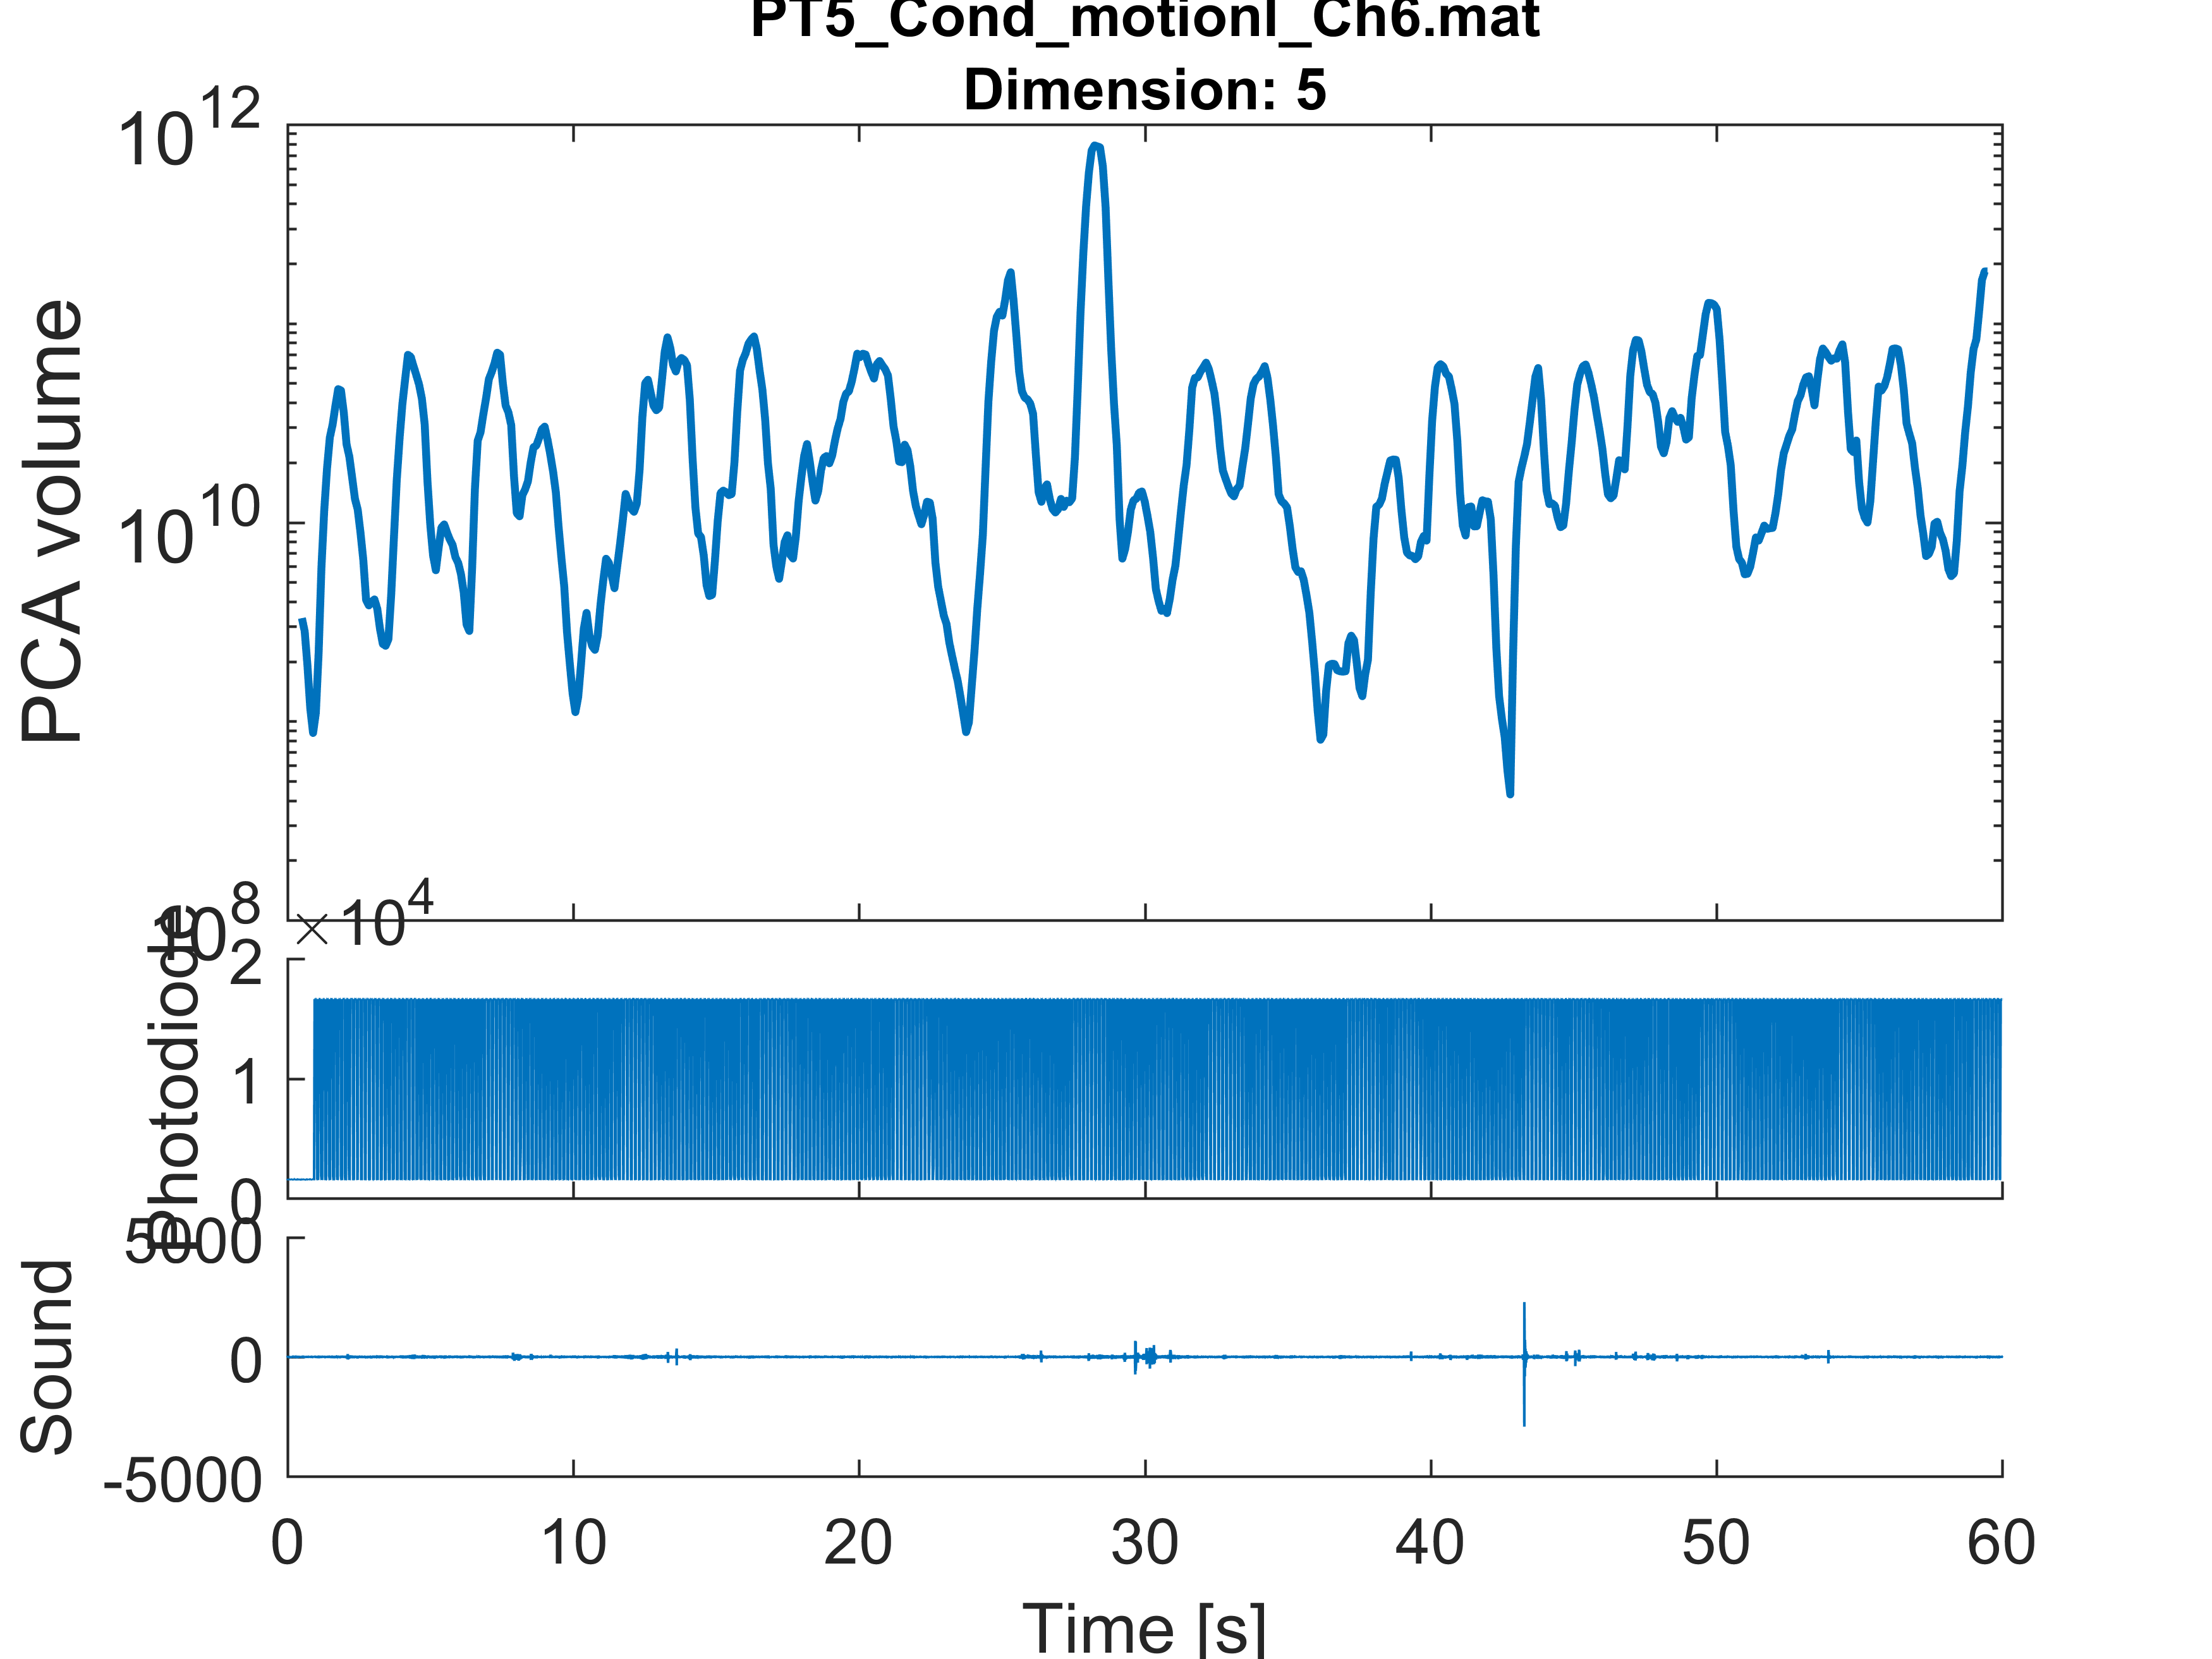 PT5_Cond_motionI_Ch6.mat
Dimension: 5
10^12
10^10
10^8
PCA volume
×10^4
2
1
0
Photodiode
5000
0
-5000
Sound
0 10 20 30 40 50 60
Time [s]